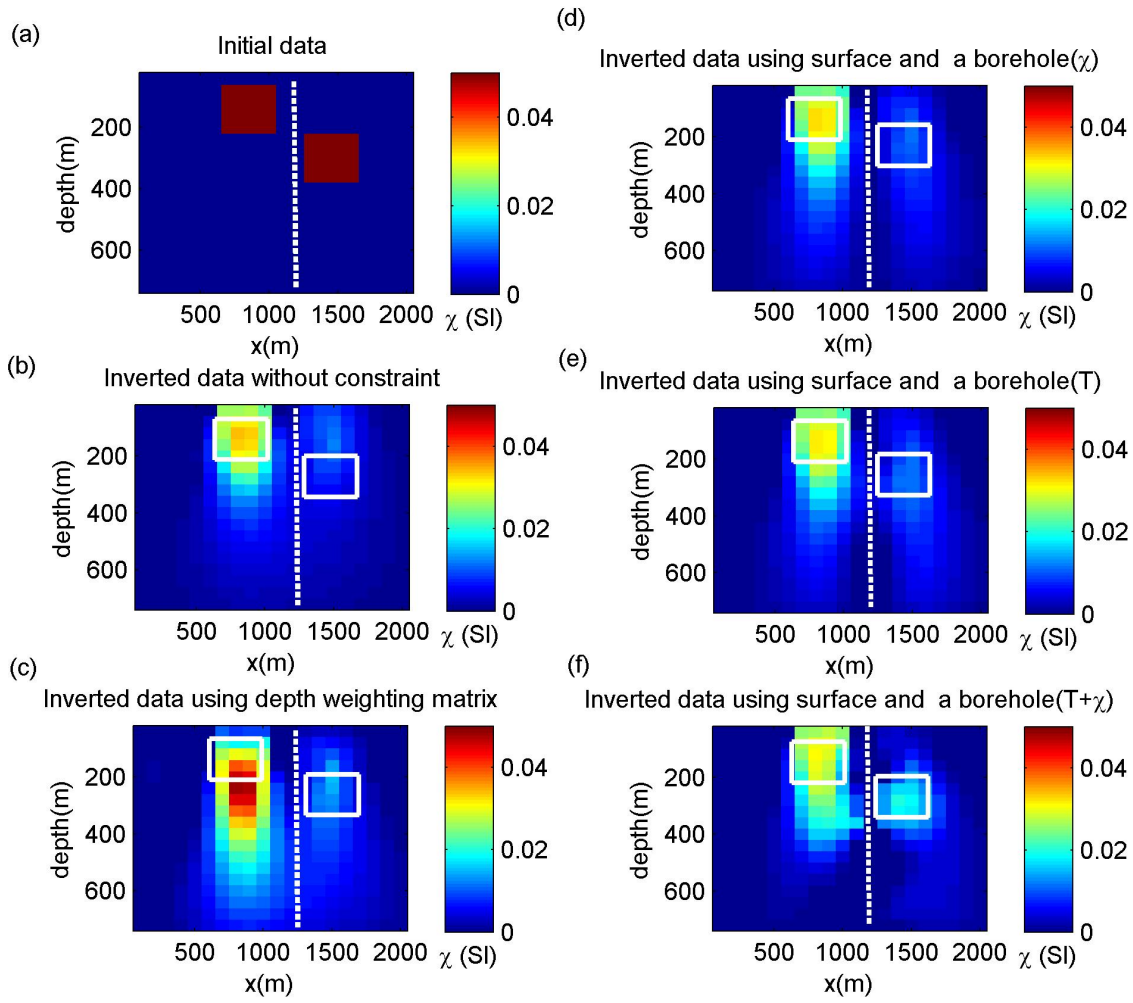 (a)
Initial data
depth(m)
200
400
600
500 1000 1500 2000
x(m)
0.04
0.02
0
χ (SI)
(b)
Inverted data without constraint
depth(m)
200
400
600
500 1000 1500 2000
x(m)
0.04
0.02
0
χ (SI)
(c)
Inverted data using depth weighting matrix
depth(m)
200
400
600
500 1000 1500 2000
x(m)
0.04
0.02
0
χ (SI)
(d)
Inverted data using surface and a borehole(χ)
depth(m)
200
400
600
500 1000 1500 2000
x(m)
0.04
0.02
0
χ (SI)
(e)
Inverted data using surface and a borehole(T)
depth(m)
200
400
600
500 1000 1500 2000
x(m)
0.04
0.02
0
χ (SI)
(f)
Inverted data using surface and a borehole(T+χ)
depth(m)
200
400
600
500 1000 1500 2000
x(m)
0.04
0.02
0
χ (SI)